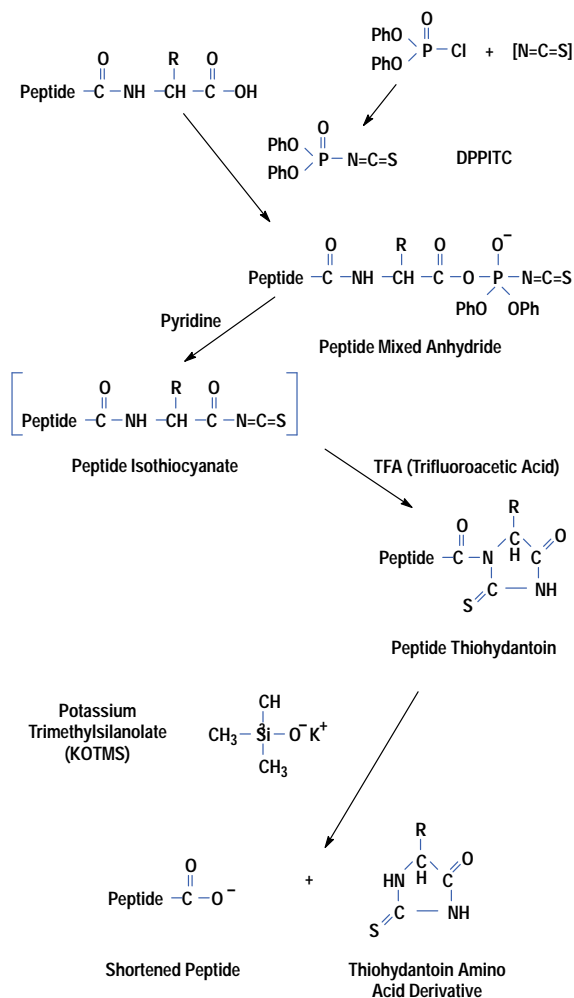 O
R O PhO P Cl + [N=C=S]
Peptide C NH CH C OH PhO
O
PhO P N=C=S DPPITC
PhO
O R O O–
Peptide C NH CH C O P N=C=S
PhO OPh
Pyridine
Peptide Mixed Anhydride
O R O
Peptide C NH CH C N=C=S
Peptide Isothiocyanate
TFA (Trifluoroacetic Acid)
R
O C O
Peptide C N H C
S C NH
Peptide Thiohydantoin
Potassium
Trimethylsilanolate
(KOTMS)
CH
CH3 Si O– K+
CH3
R
O C O
Peptide C O– + HN H C
S C NH
Shortened Peptide
Thiohydantoin Amino
Acid Derivative